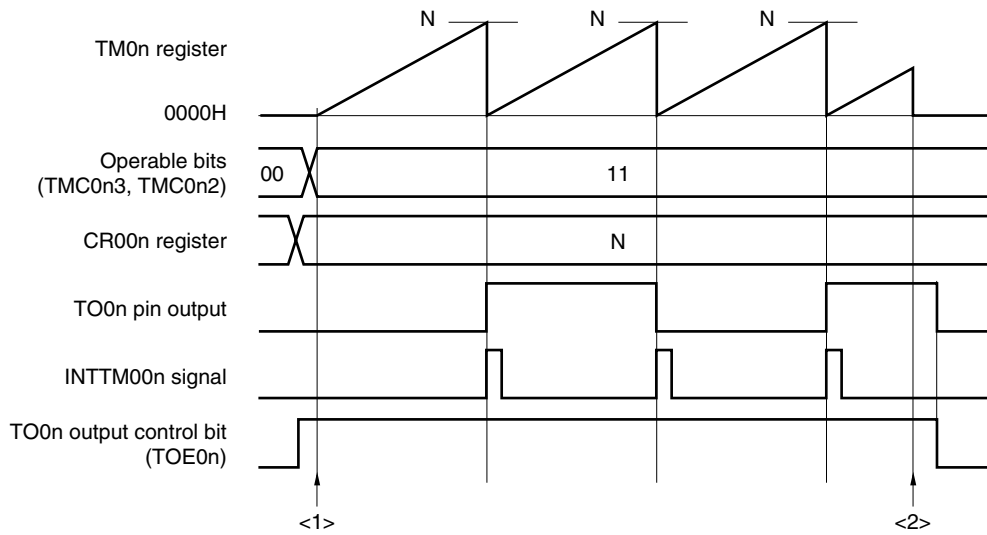 N N N
TM0n register
0000H
Operable bits
(TMC0n3, TMC0n2)
00 11
CR00n register
N
TO0n pin output
INTTM00n signal
TO0n output control bit
(TOE0n)
<1> <2>